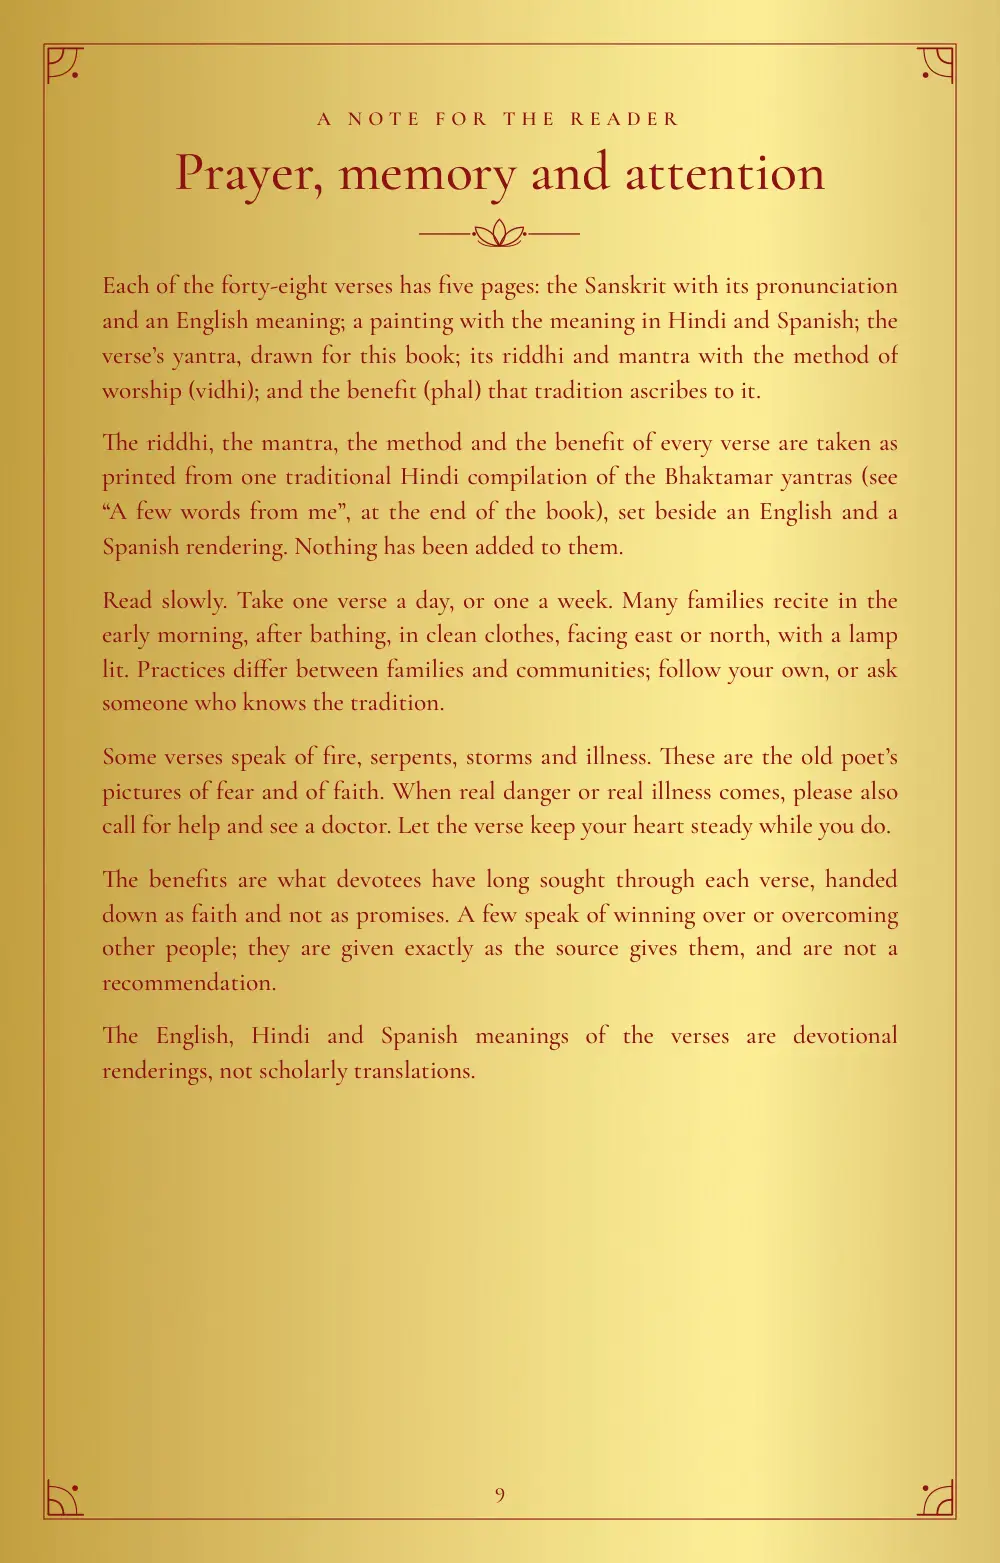 A NOTE FOR THE READER
Prayer, memory and attention
Each of the forty-eight verses has five pages: the Sanskrit with its pronunciation
and an English meaning; a painting with the meaning in Hindi and Spanish; the
verse’s yantra, drawn for this book; its riddhi and mantra with the method of
worship (vidhi); and the benefit (phal) that tradition ascribes to it.
The riddhi, the mantra, the method and the benefit of every verse are taken as
printed from one traditional Hindi compilation of the Bhaktamar yantras (see
“A few words from me”, at the end of the book), set beside an English and a
Spanish rendering. Nothing has been added to them.
Read slowly. Take one verse a day, or one a week. Many families recite in the
early morning, after bathing, in clean clothes, facing east or north, with a lamp
lit. Practices differ between families and communities; follow your own, or ask
someone who knows the tradition.
Some verses speak of fire, serpents, storms and illness. These are the old poet’s
pictures of fear and of faith. When real danger or real illness comes, please also
call for help and see a doctor. Let the verse keep your heart steady while you do.
The benefits are what devotees have long sought through each verse, handed
down as faith and not as promises. A few speak of winning over or overcoming
other people; they are given exactly as the source gives them, and are not a
recommendation.
The English, Hindi and Spanish meanings of the verses are devotional
renderings, not scholarly translations.
9